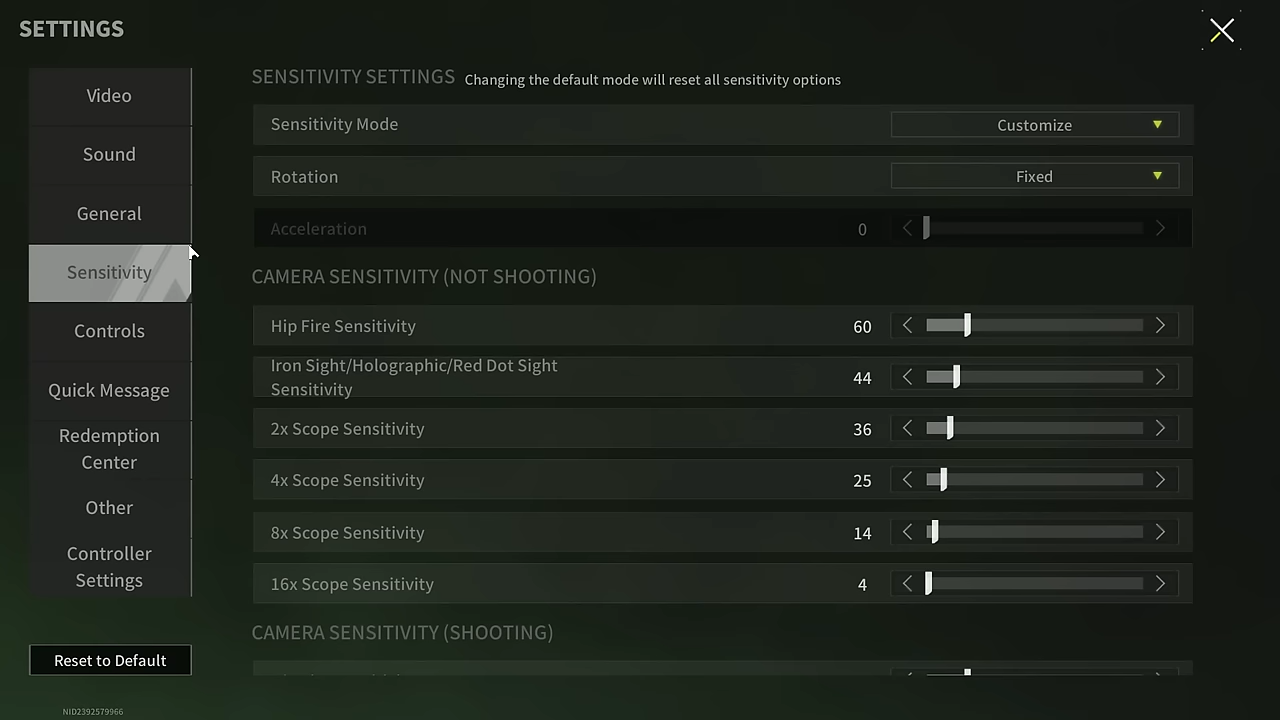 SETTINGS
Video
Sound
General
Sensitivity
Controls
Quick Message
Redemption
Center
Other
Controller
Settings
Reset to Default
NID2392579966
SENSITIVITY SETTINGS Changing the default mode will reset all sensitivity options
Sensitivity Mode Customize
Rotation Fixed
Acceleration 0
CAMERA SENSITIVITY (NOT SHOOTING)
Hip Fire Sensitivity 60
Iron Sight/Holographic/Red Dot Sight
Sensitivity 44
2x Scope Sensitivity 36
4x Scope Sensitivity 25
8x Scope Sensitivity 14
16x Scope Sensitivity 4
CAMERA SENSITIVITY (SHOOTING)